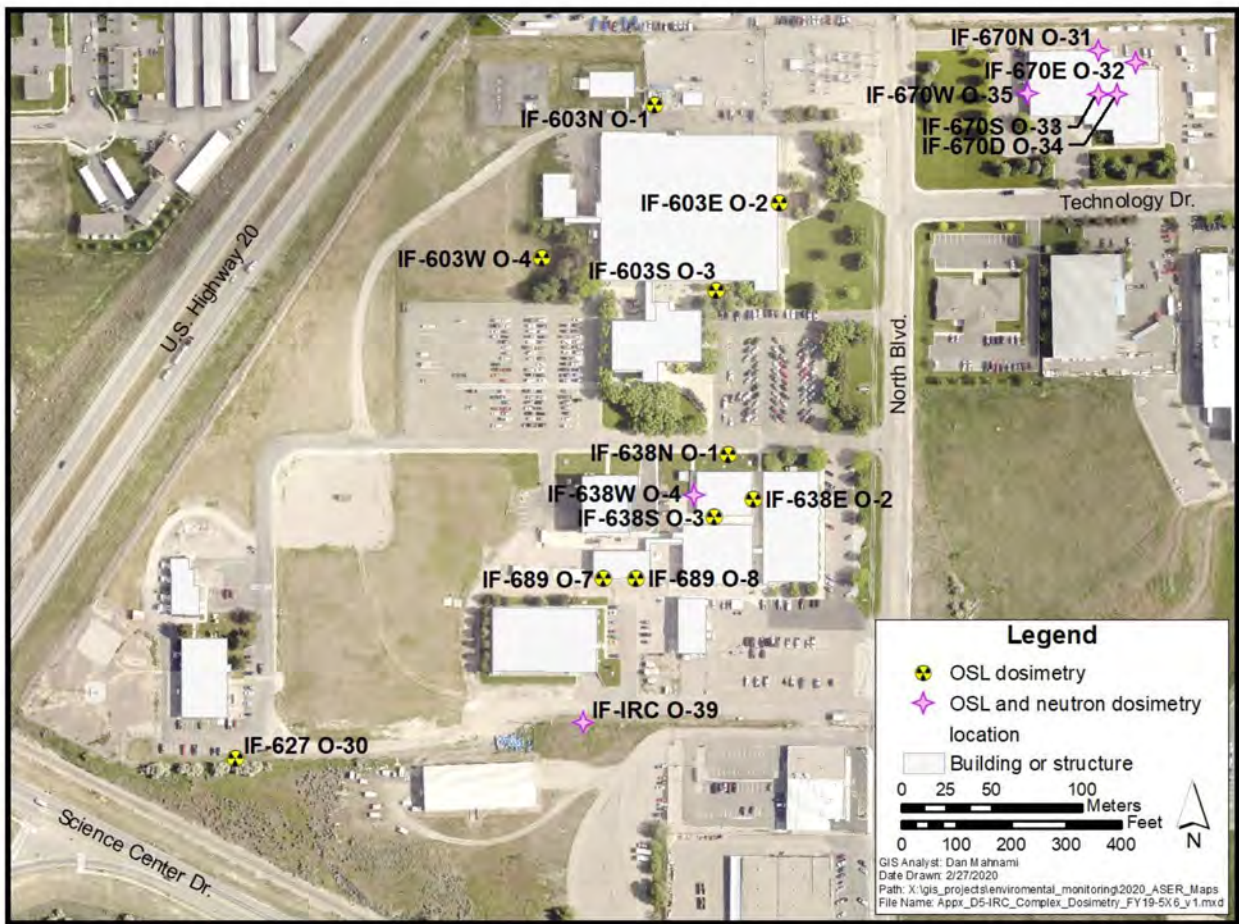 IF-670N O-31
IF-670E O-32
IF-670W O-35
IF-603N O-1
IF-670S O-33
IF-670D O-34
Technology Dr.
IF-603E O-2
U.S. Highway 20
IF-603W O-4
IF-603S O-3
North Blvd.
IF-638N O-1
IF-638W O-4
IF-638E O-2
IF-638S O-3
IF-689 O-7
IF-689 O-8
IF-IRC O-39
IF-627 O-30
Science Center Dr.
Legend
OSL dosimetry
OSL and neutron dosimetry
location
Building or structure
0 25 50 100
Meters
Feet
0 100 200 300 400
N
GIS Analyst: Dan Mahnami
Date Drawn: 2/27/2020
Path: X:\gis_projects\enviromental_monitoring\2020_ASER_Maps
File Name: Appx_D5-IRC_Complex_Dosimetry_FY19-5X6_v1.mxd